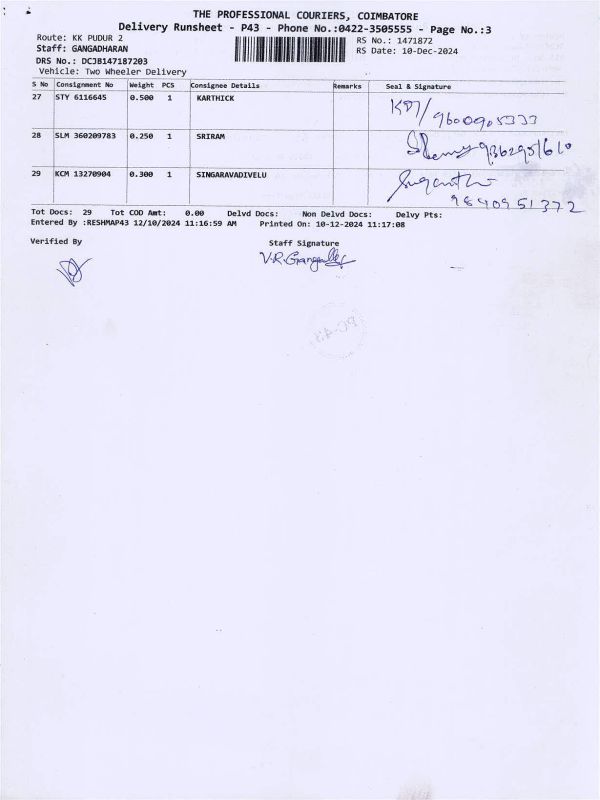 THE PROFESSIONAL COURIERS, COIMBATORE
Delivery Runsheet - P43 - Phone No.:0422-3505555 - Page No.:3
Route: KK PUDUR 2
RS No.: 1471872
Staff: GANGADHARAN
RS Date: 10-Dec-2024
DRS No.: DCJB147187203
Vehicle: Two Wheeler Delivery
S No Consignment No Weight PCS Consignee Details Remarks Seal & Signature
27 STY 6116645 0.500 1 KARTHICK
9600905333
28 SLM 360209783 0.250 1 SRIRAM
29 KCM 13270904 0.300 1 SINGARAVADIVELU
9840951372
Tot Docs: 29 Tot COD Amt: 0.00 Delvd Docs: Non Delvd Docs: Delvy Pts:
Entered By :RESHMAP43 12/10/2024 11:16:59 AM Printed On: 10-12-2024 11:17:08
Verified By Staff Signature